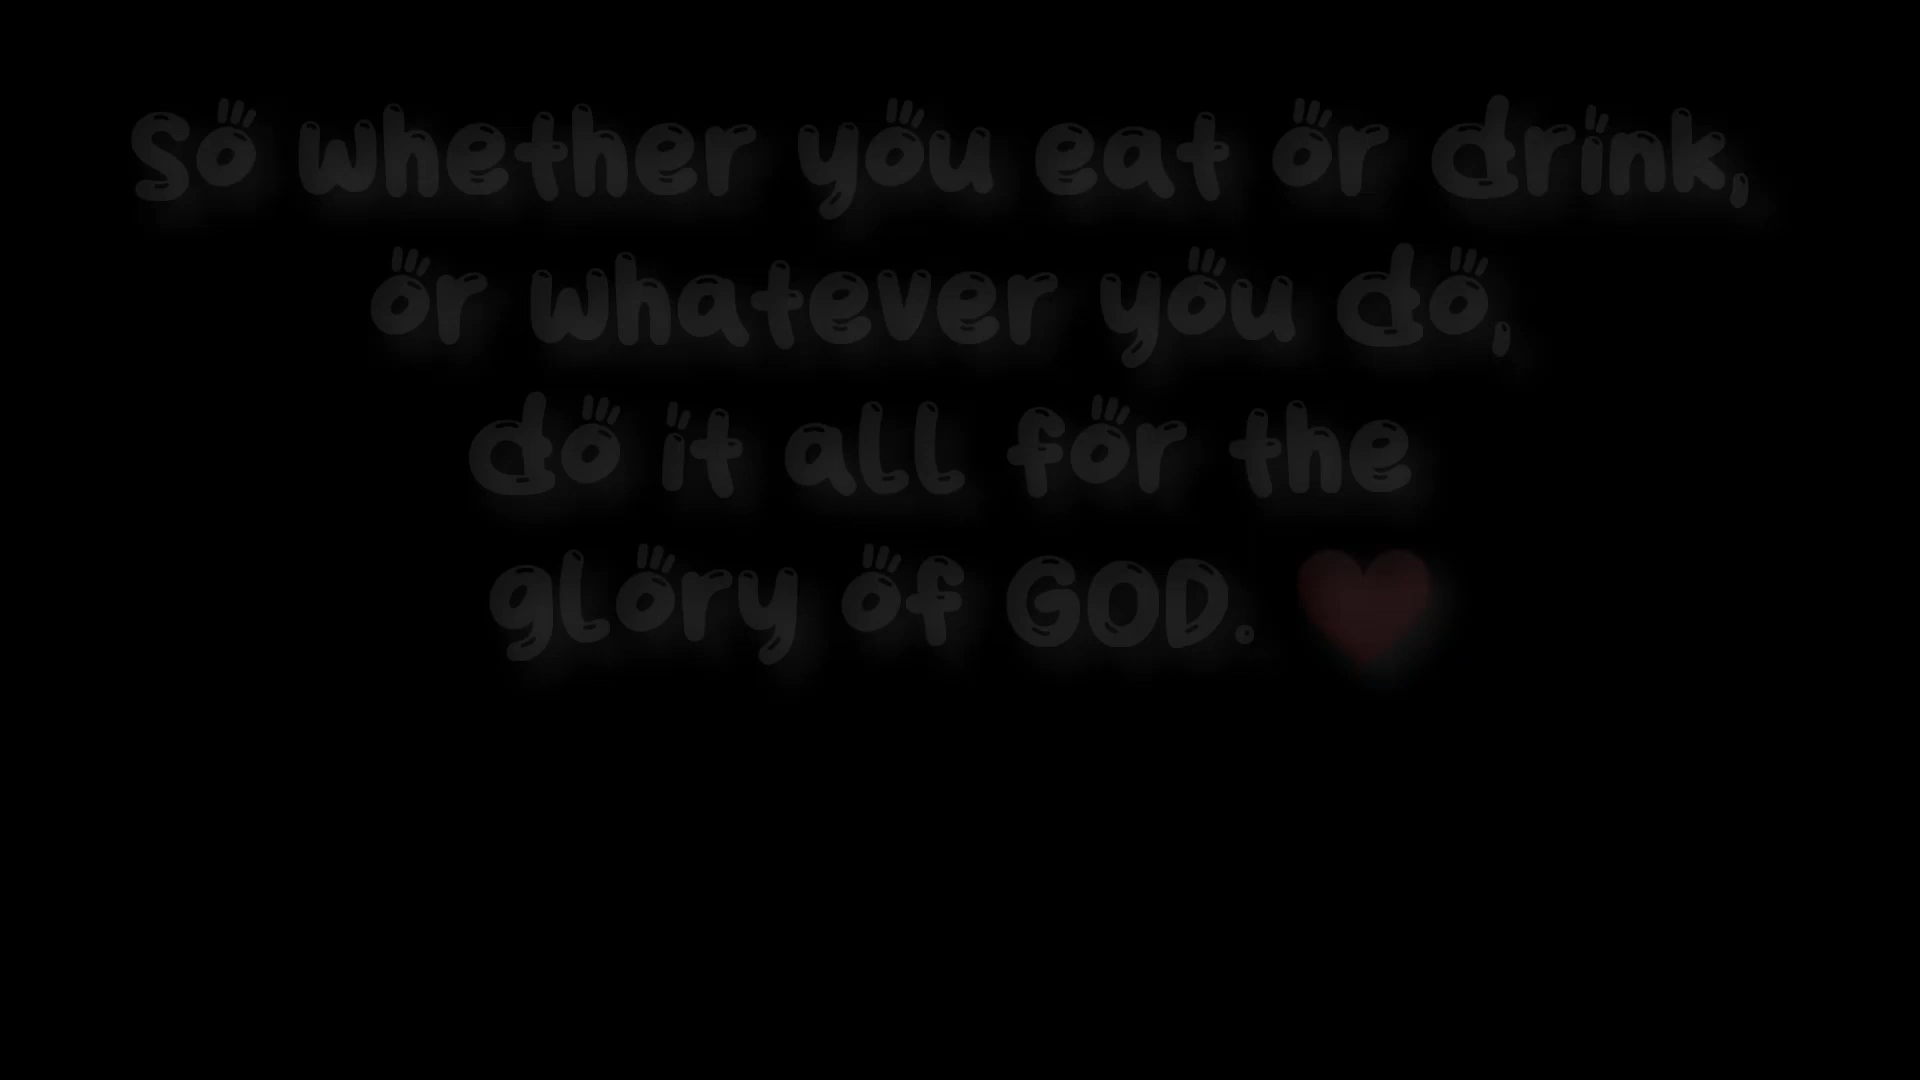 So whether you eat or drink,
or whatever you do,
do it all for the
glory of GOD. ❤